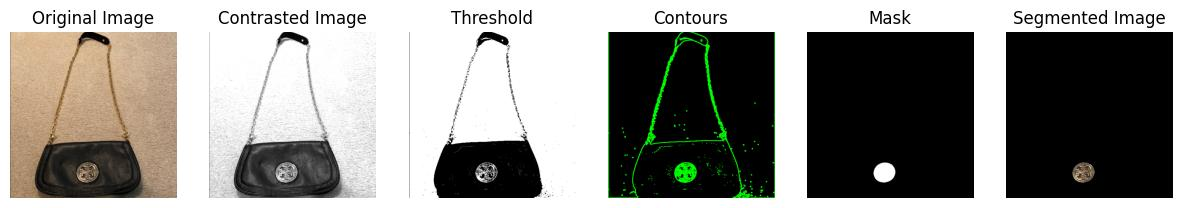 Original Image
Contrasted Image
Threshold
Contours
Mask
Segmented Image